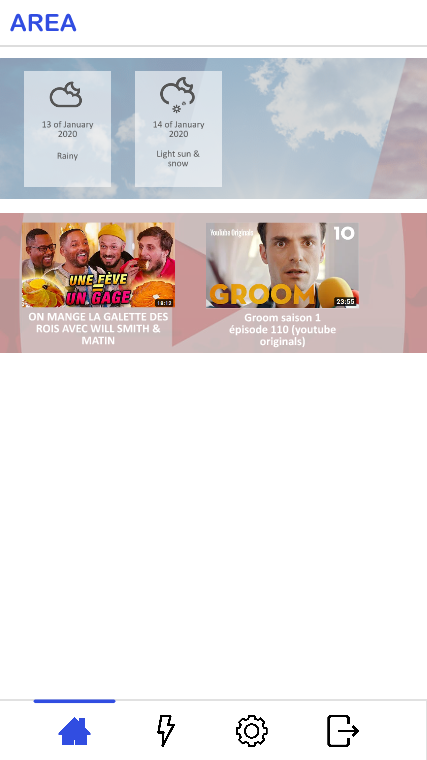 AREA
13 of January
2020
Rainy
14 of January
2020
Light sun &
snow
UNE FÈVE
=
UN GAGE
18:12
ON MANGE LA GALETTE DES
ROIS AVEC WILL SMITH &
MATIN
YouTube Originals
10
GROOM
23:55
Groom saison 1
épisode 110 (youtube
originals)